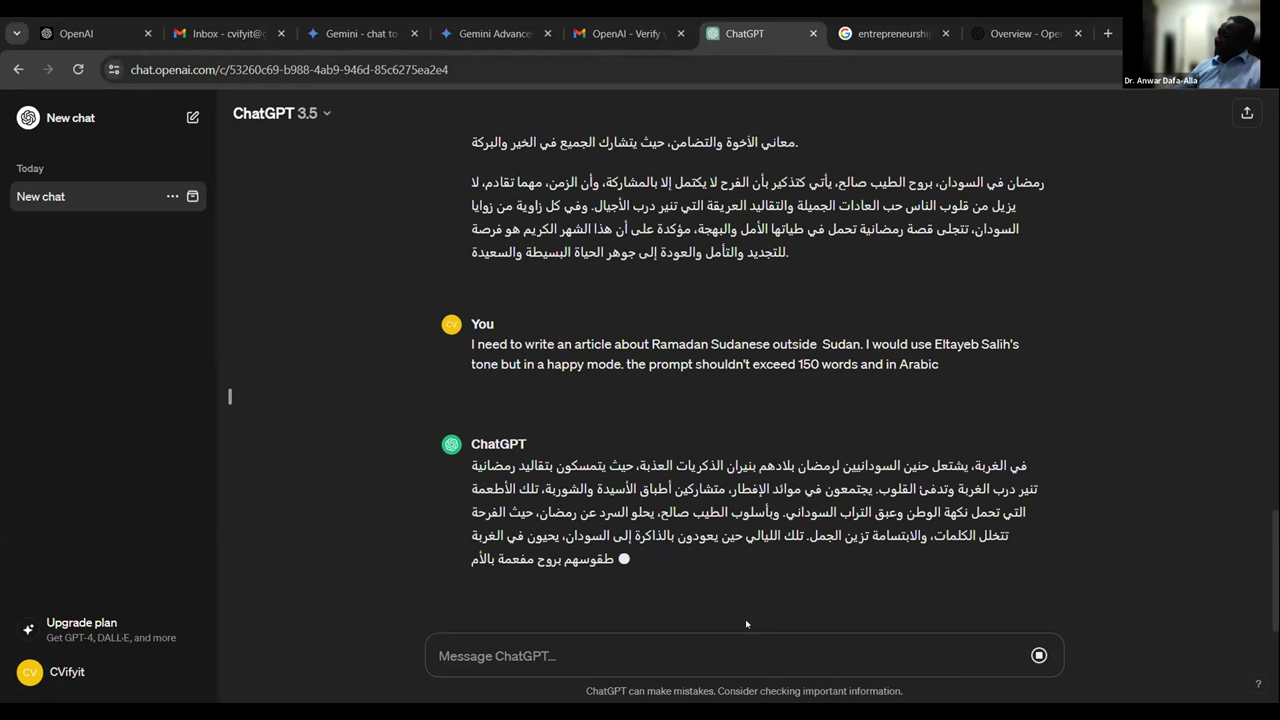 OpenAI
Inbox - cvifyit@g
Gemini - chat to
Gemini Advance
OpenAI - Verify
ChatGPT
entrepreneurshi
Overview - Open
chat.openai.com/c/53260c69-b988-4ab9-946d-85c6275ea2e4
Dr. Anwar Dafa-Alla
New chat
ChatGPT 3.5
Today
New chat
معاني الأخوة والتضامن، حيث يتشارك الجميع في الخير والبركة.
رمضان في السودان، بروح الطيب صالح، يأتي كتذكير بأن الفرح لا يكتمل إلا بالمشاركة، وأن الزمن، مهما تقادم، لا
يزيل من قلوب الناس حب العادات الجميلة والتقاليد العريقة التي تنير درب الأجيال. وفي كل زاوية من زوايا
السودان، تتجلى قصة رمضانية تحمل في طياتها الأمل والبهجة، مؤكدة على أن هذا الشهر الكريم هو فرصة
للتجديد والتأمل والعودة إلى جوهر الحياة البسيطة والسعيدة.
CV You
I need to write an article about Ramadan Sudanese outside Sudan. I would use Eltayeb Salih's
tone but in a happy mode. the prompt shouldn't exceed 150 words and in Arabic
ChatGPT
في الغربة، يشتعل حنين السودانيين لرمضان بلادهم بنيران الذكريات العذبة، حيث يتمسكون بتقاليد رمضانية
تنير درب الغربة وتدفئ القلوب. يجتمعون في موائد الإفطار، متشاركين أطباق الأسيدة والشوربة، تلك الأطعمة
التي تحمل نكهة الوطن وعبق التراب السوداني. وبأسلوب الطيب صالح، يحلو السرد عن رمضان، حيث الفرحة
تتخلل الكلمات، والابتسامة تزين الجمل. تلك الليالي حين يعودون بالذاكرة إلى السودان، يحيون في الغربة
طقوسهم بروح مفعمة بالأم
Upgrade plan
Get GPT-4, DALL·E, and more
CV CVifyit
Message ChatGPT...
ChatGPT can make mistakes. Consider checking important information.
?